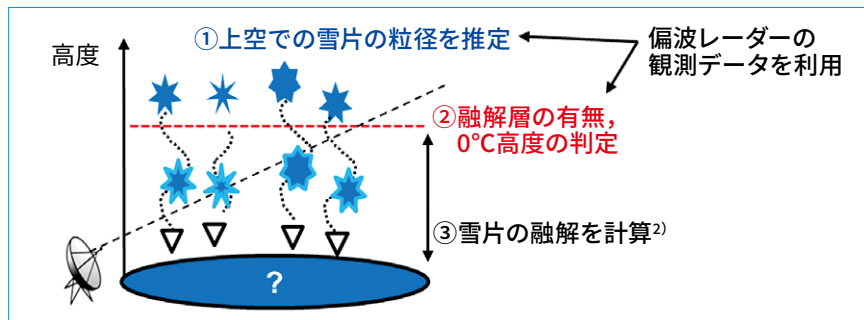 高度
①上空での雪片の粒径を推定
偏波レーダーの
観測データを利用
②融解層の有無，
0℃高度の判定
③雪片の融解を計算²⁾
?